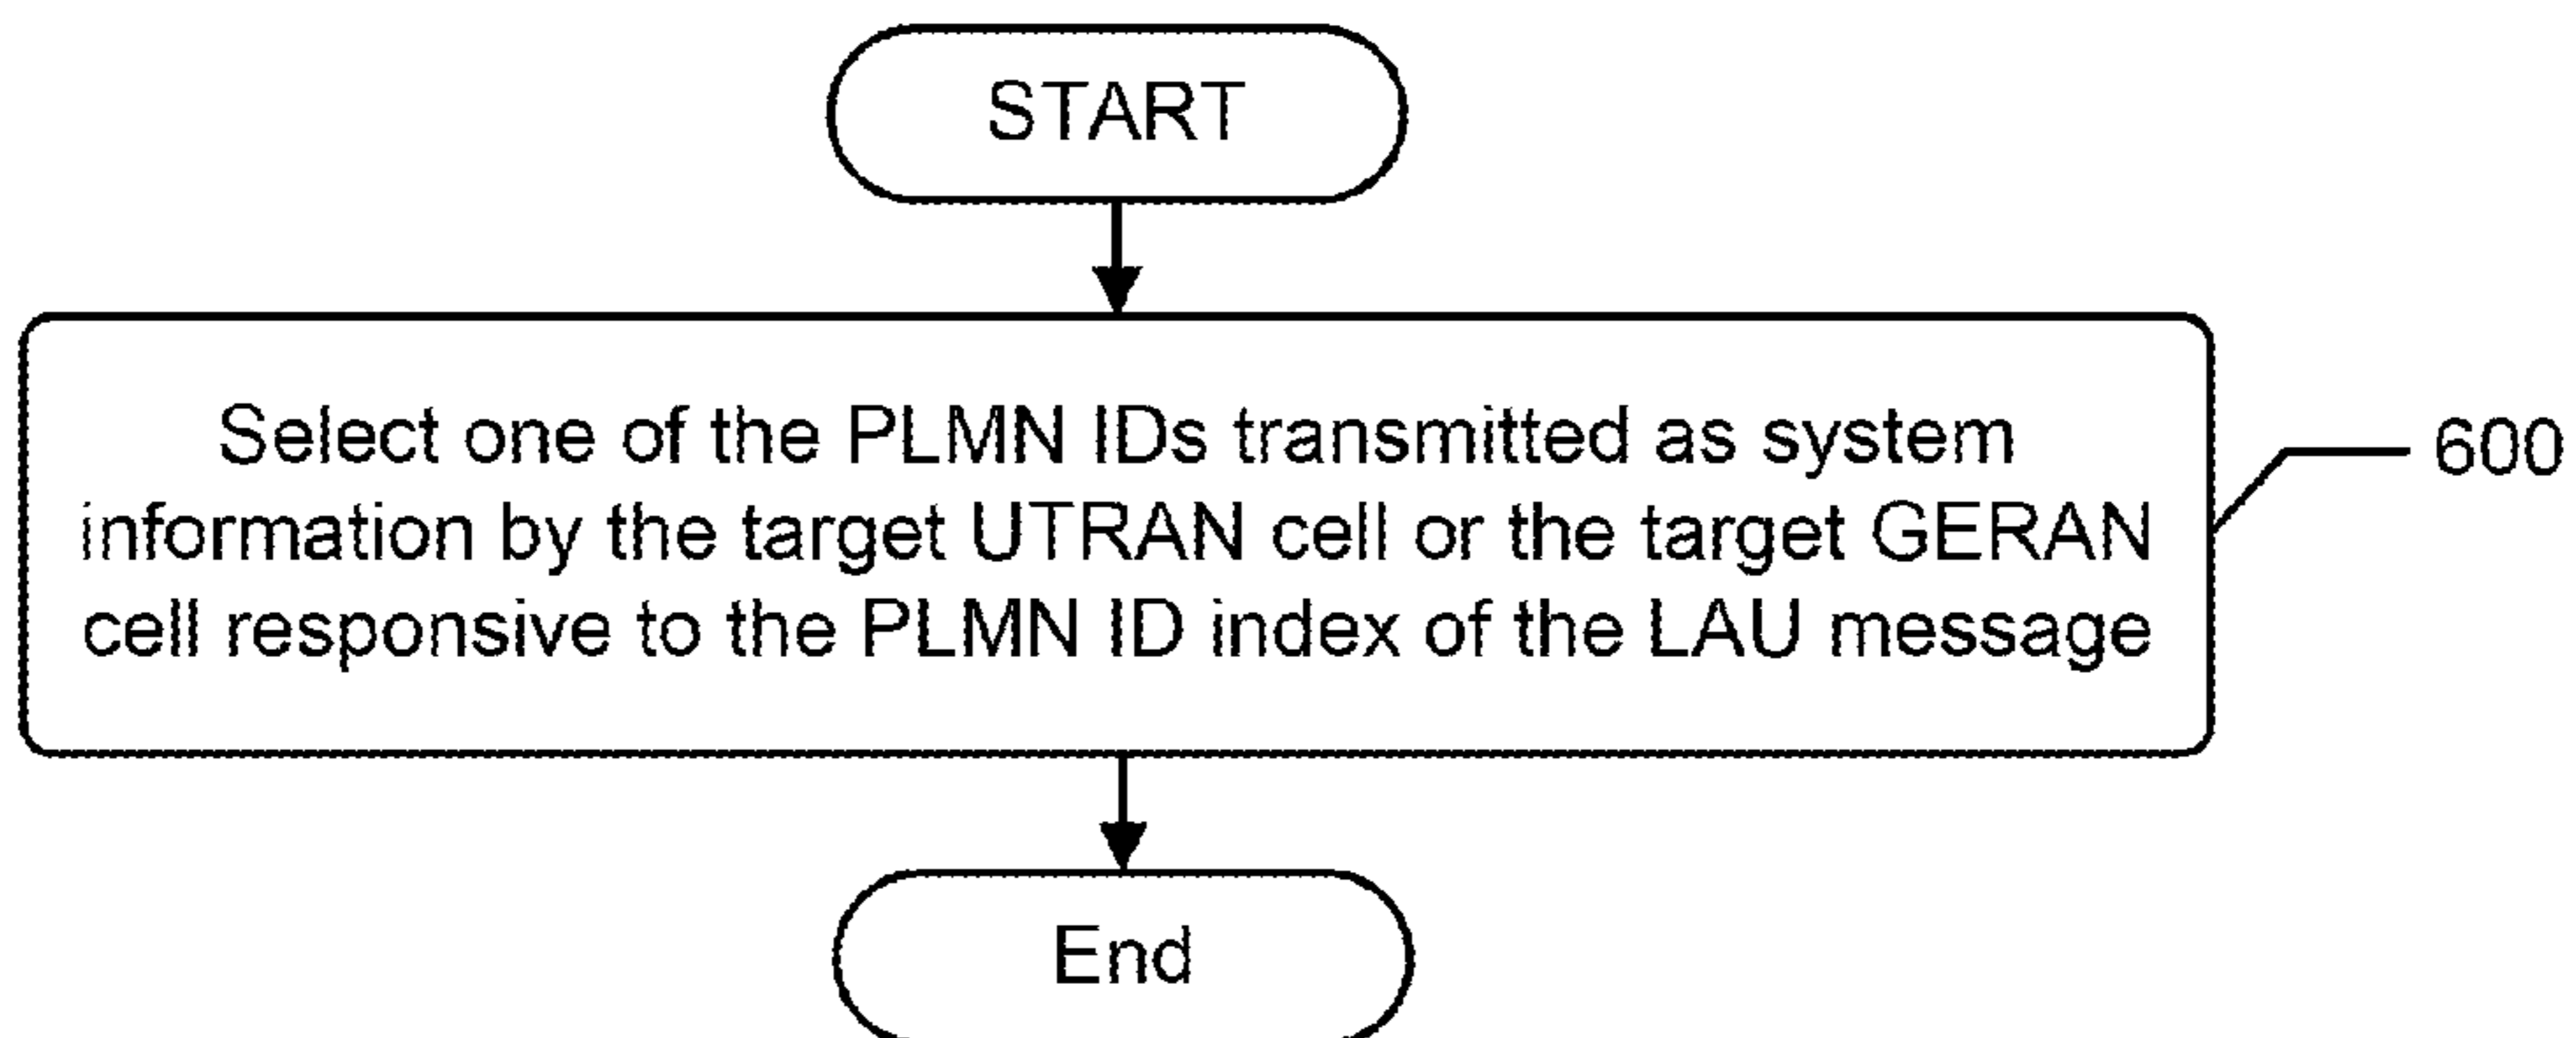 START
Select one of the PLMN IDs transmitted as system
information by the target UTRAN cell or the target GERAN
cell responsive to the PLMN ID index of the LAU message
600
End